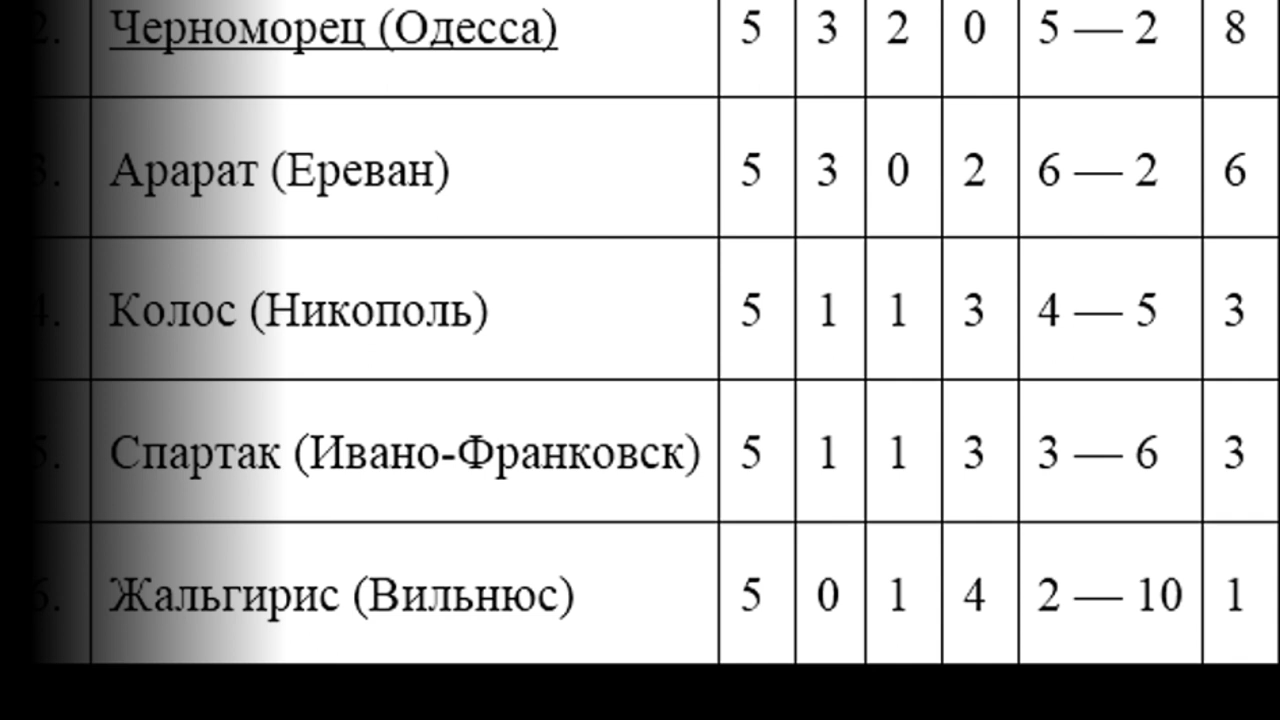 2. Черноморец (Одесса) 5 3 2 0 5 — 2 8
3. Арарат (Ереван) 5 3 0 2 6 — 2 6
4. Колос (Никополь) 5 1 1 3 4 — 5 3
5. Спартак (Ивано-Франковск) 5 1 1 3 3 — 6 3
6. Жальгирис (Вильнюс) 5 0 1 4 2 — 10 1